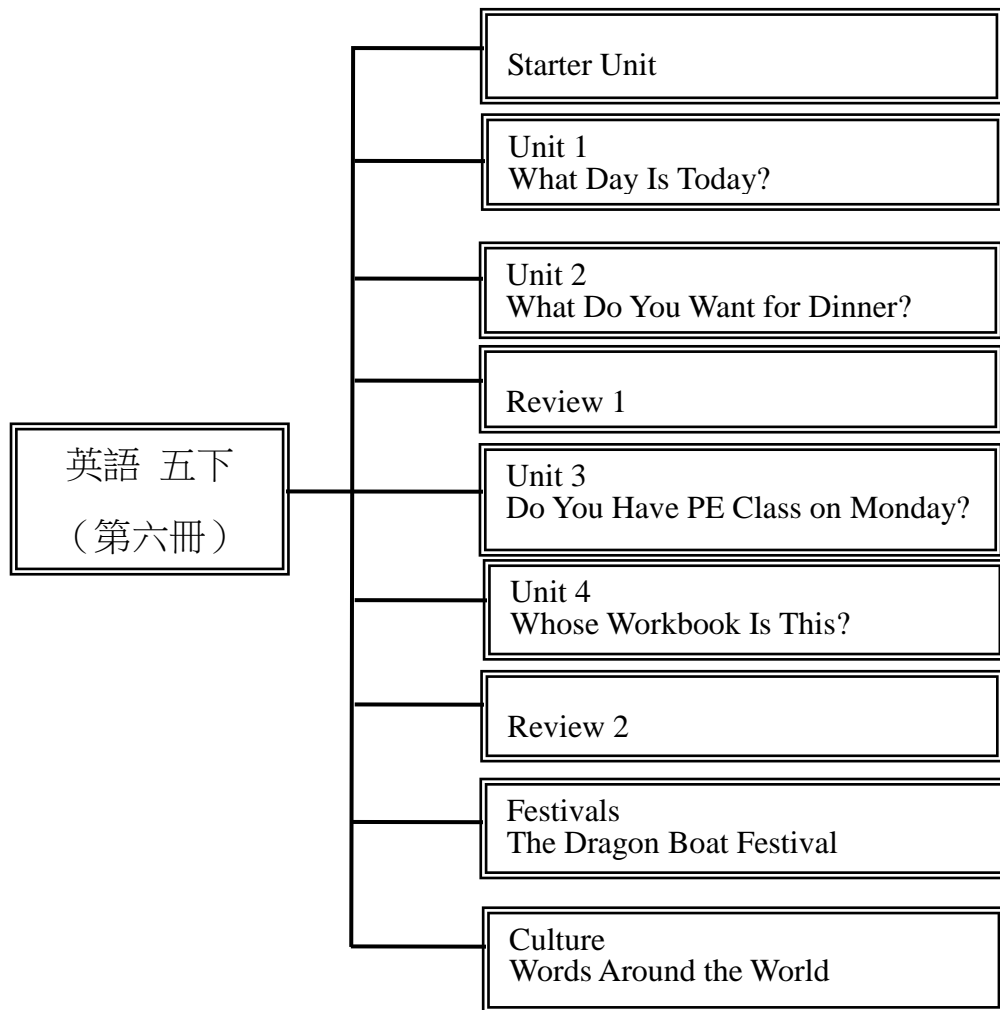 Starter Unit
Unit 1
What Day Is Today?
Unit 2
What Do You Want for Dinner?
Review 1
英語 五下
（第六冊）
Unit 3
Do You Have PE Class on Monday?
Unit 4
Whose Workbook Is This?
Review 2
Festivals
The Dragon Boat Festival
Culture
Words Around the World